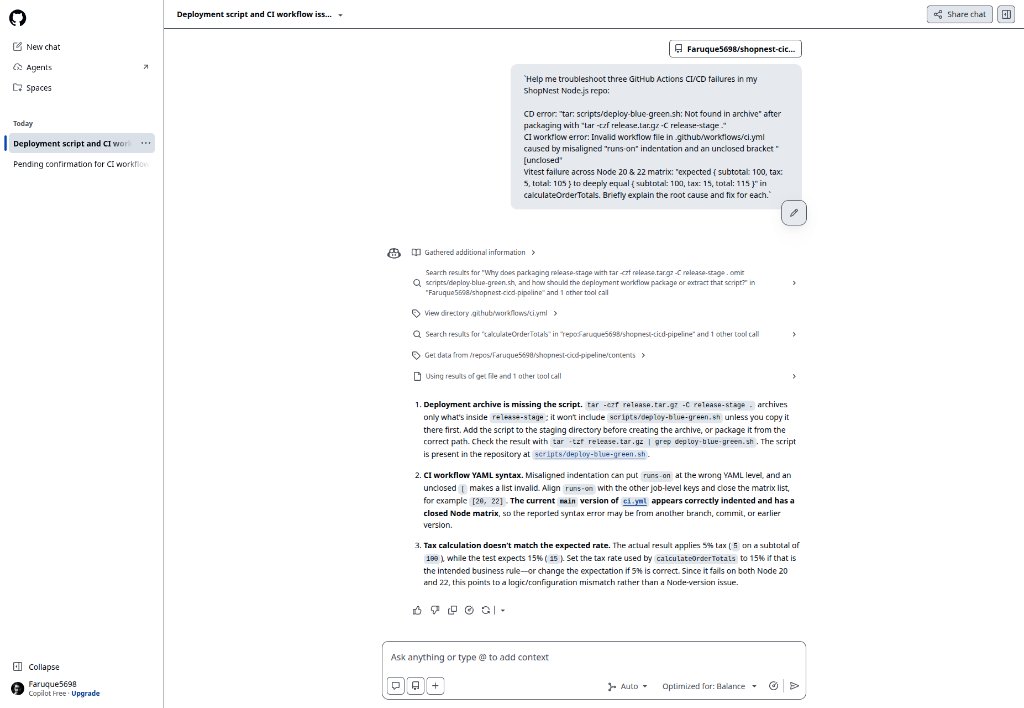 Deployment script and CI workflow iss...
Share chat
New chat
Agents
Spaces
Today
Deployment script and CI work
Pending confirmation for CI workflow
Faruque5698/shopnest-cic...
`Help me troubleshoot three GitHub Actions CI/CD failures in my
ShopNest Node.js repo:
CD error: "tar: scripts/deploy-blue-green.sh: Not found in archive" after
packaging with "tar -czf release.tar.gz -C release-stage ."
CI workflow error: Invalid workflow file in .github/workflows/ci.yml
caused by misaligned "runs-on" indentation and an unclosed bracket "
[unclosed"
Vitest failure across Node 20 & 22 matrix: "expected { subtotal: 100, tax:
5, total: 105 } to deeply equal { subtotal: 100, tax: 15, total: 115 }" in
calculateOrderTotals. Briefly explain the root cause and fix for each.`
Gathered additional information
Search results for "Why does packaging release-stage with tar -czf release.tar.gz -C release-stage . omit
scripts/deploy-blue-green.sh, and how should the deployment workflow package or extract that script?" in
"Faruque5698/shopnest-cicd-pipeline" and 1 other tool call
View directory .github/workflows/ci.yml
Search results for "calculateOrderTotals" in "repo:Faruque5698/shopnest-cicd-pipeline" and 1 other tool call
Get data from /repos/Faruque5698/shopnest-cicd-pipeline/contents
Using results of get file and 1 other tool call
1. Deployment archive is missing the script. tar -czf release.tar.gz -C release-stage . archives
only what's inside release-stage; it won't include scripts/deploy-blue-green.sh unless you copy it
there first. Add the script to the staging directory before creating the archive, or package it from the
correct path. Check the result with tar -tzf release.tar.gz | grep deploy-blue-green.sh. The script
is present in the repository at scripts/deploy-blue-green.sh.
2. CI workflow YAML syntax. Misaligned indentation can put runs-on at the wrong YAML level, and an
unclosed [ makes a list invalid. Align runs-on with the other job-level keys and close the matrix list,
for example [20, 22]. The current main version of ci.yml appears correctly indented and has a
closed Node matrix, so the reported syntax error may be from another branch, commit, or earlier
version.
3. Tax calculation doesn't match the expected rate. The actual result applies 5% tax (5 on a subtotal of
100), while the test expects 15% (15). Set the tax rate used by calculateOrderTotals to 15% if that is
the intended business rule—or change the expectation if 5% is correct. Since it fails on both Node 20
and 22, this points to a logic/configuration mismatch rather than a Node-version issue.
Ask anything or type @ to add context
Auto
Optimized for: Balance
Collapse
Faruque5698
Copilot Free · Upgrade